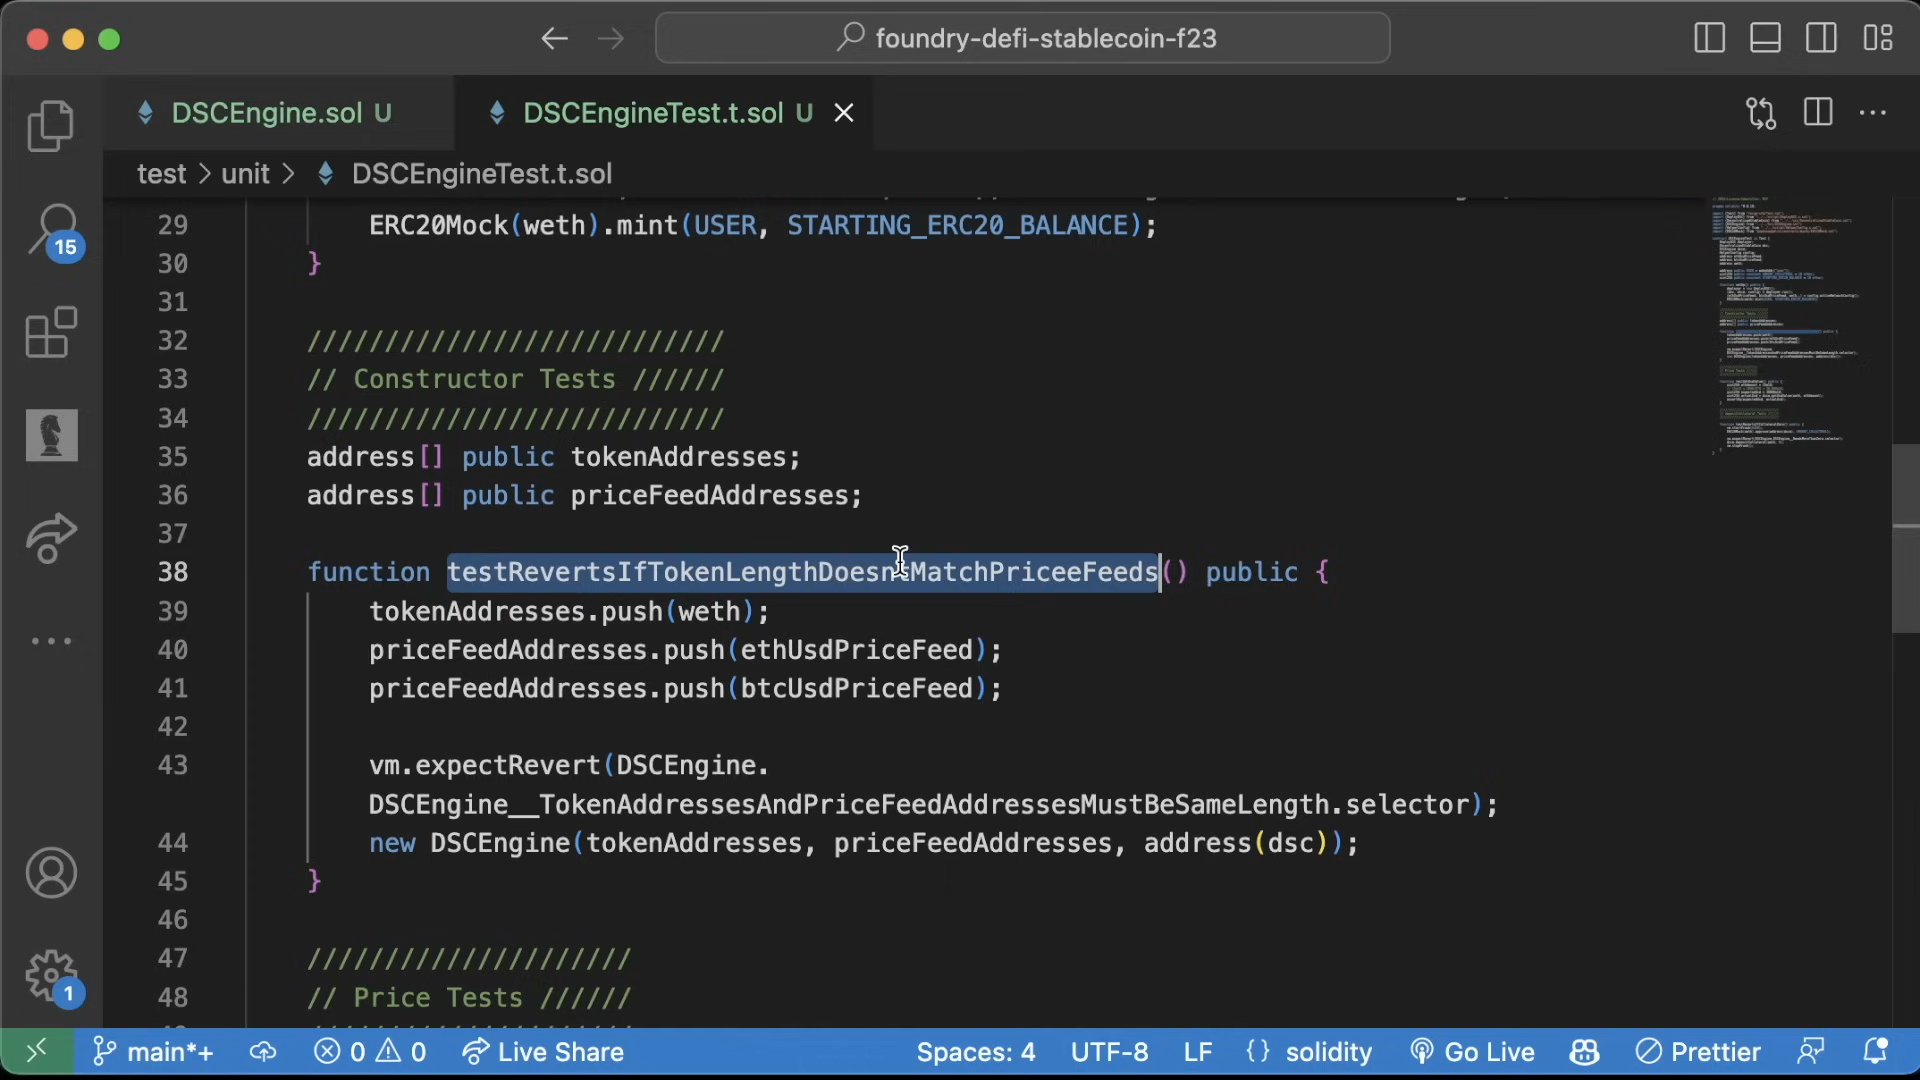 foundry-defi-stablecoin-f23
DSCEngine.sol U
DSCEngineTest.t.sol U
test > unit > DSCEngineTest.t.sol
15
29 ERC20Mock(weth).mint(USER, STARTING_ERC20_BALANCE);
30 }
31
32 ///////////////////////////
33 // Constructor Tests //////
34 ///////////////////////////
35 address[] public tokenAddresses;
36 address[] public priceFeedAddresses;
37
38 function testRevertsIfTokenLengthDoesntMatchPriceeFeeds() public {
39 tokenAddresses.push(weth);
40 priceFeedAddresses.push(ethUsdPriceFeed);
41 priceFeedAddresses.push(btcUsdPriceFeed);
42
43 vm.expectRevert(DSCEngine.
DSCEngine__TokenAddressesAndPriceFeedAddressesMustBeSameLength.selector);
44 new DSCEngine(tokenAddresses, priceFeedAddresses, address(dsc));
45 }
46
47 /////////////////////
48 // Price Tests //////
1
main*+ 0 0 Live Share Spaces: 4 UTF-8 LF {} solidity Go Live Prettier